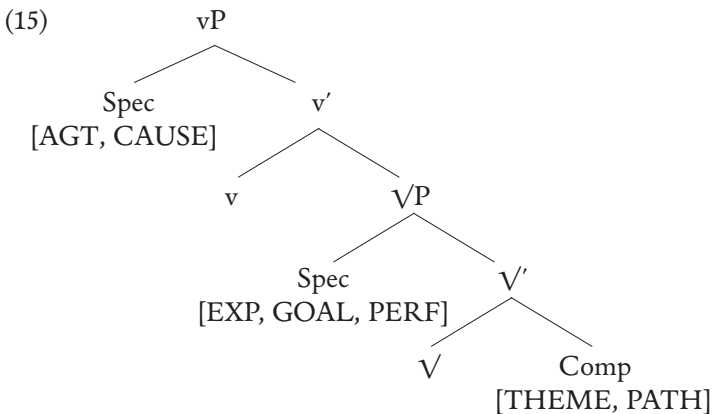 (15) vP
Spec v′
[AGT, CAUSE]
v √P
Spec √′
[EXP, GOAL, PERF]
√ Comp
[THEME, PATH]